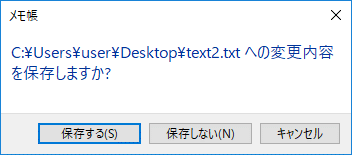 メモ帳
C:¥Users¥user¥Desktop¥text2.txt への変更内容
を保存しますか?
保存する(S)
保存しない(N)
キャンセル